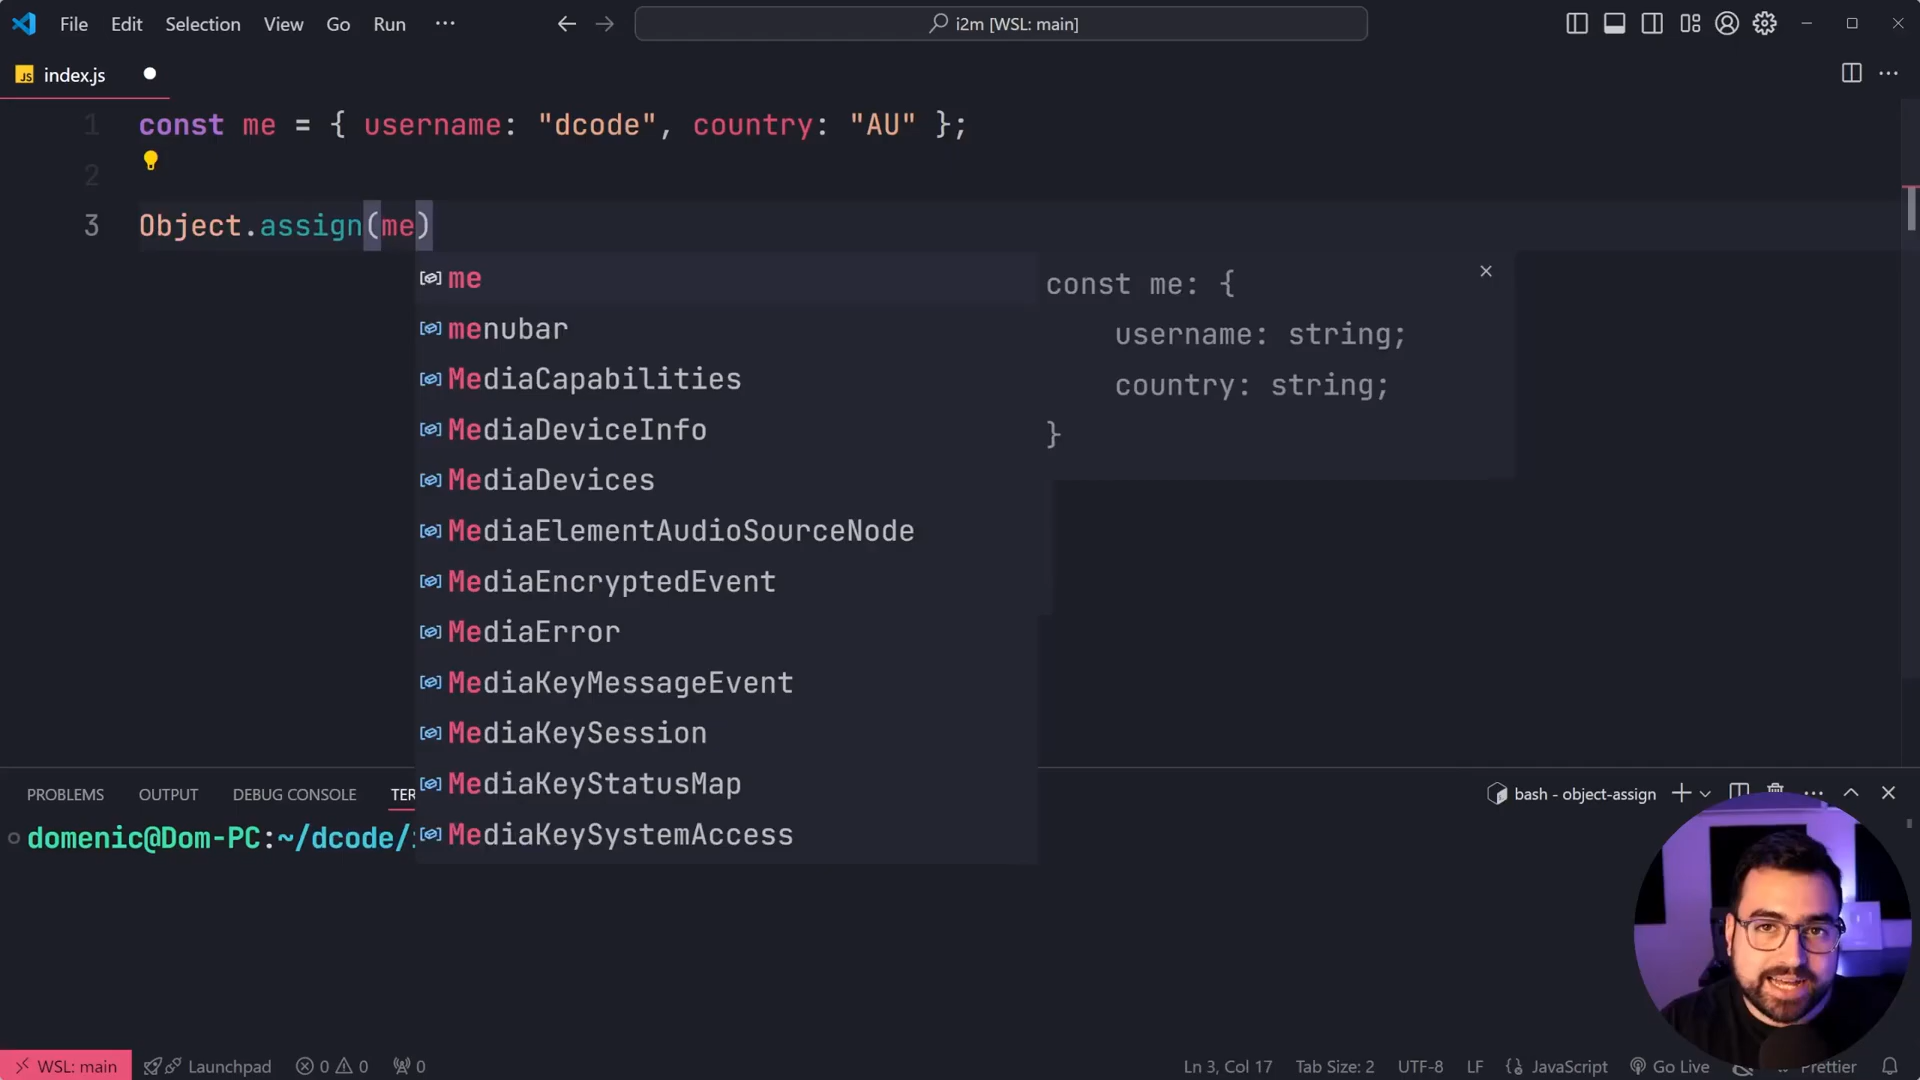 File Edit Selection View Go Run ···
i2m [WSL: main]
JS index.js
1 const me = { username: "dcode", country: "AU" };
2
3 Object.assign(me)
me
menubar
MediaCapabilities
MediaDeviceInfo
MediaDevices
MediaElementAudioSourceNode
MediaEncryptedEvent
MediaError
MediaKeyMessageEvent
MediaKeySession
MediaKeyStatusMap
MediaKeySystemAccess
const me: {
username: string;
country: string;
}
PROBLEMS OUTPUT DEBUG CONSOLE TER
bash - object-assign
domenic@Dom-PC:~/dcode/
WSL: main Launchpad 0 0 0
Ln 3, Col 17 Tab Size: 2 UTF-8 LF {} JavaScript Go Live Prettier